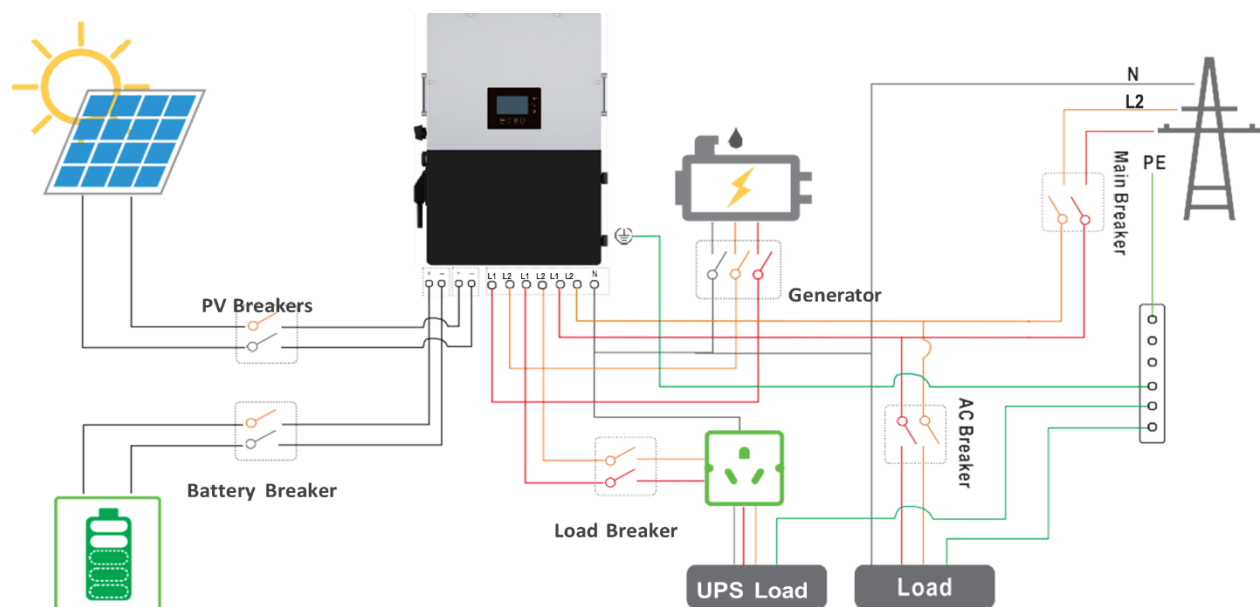 N
L2
PE
Main Breaker
+ − + −
L1 L2 L1 L2 L1 L2 N
PV Breakers
Generator
AC Breaker
Battery Breaker
Load Breaker
UPS Load
Load